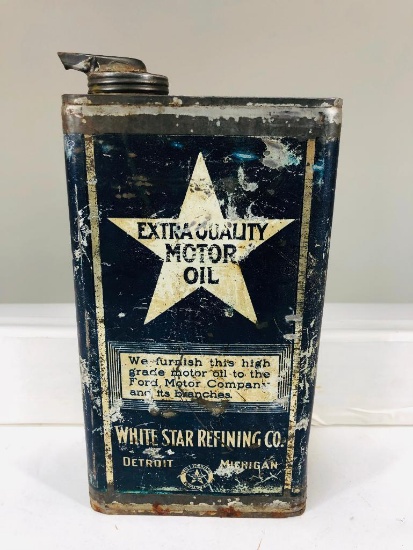 EXTRA QUALITY
MOTOR
OIL
We furnish this high
grade motor oil to the
Ford Motor Company
and its branches.
WHITE STAR REFINING CO.
DETROIT MICHIGAN